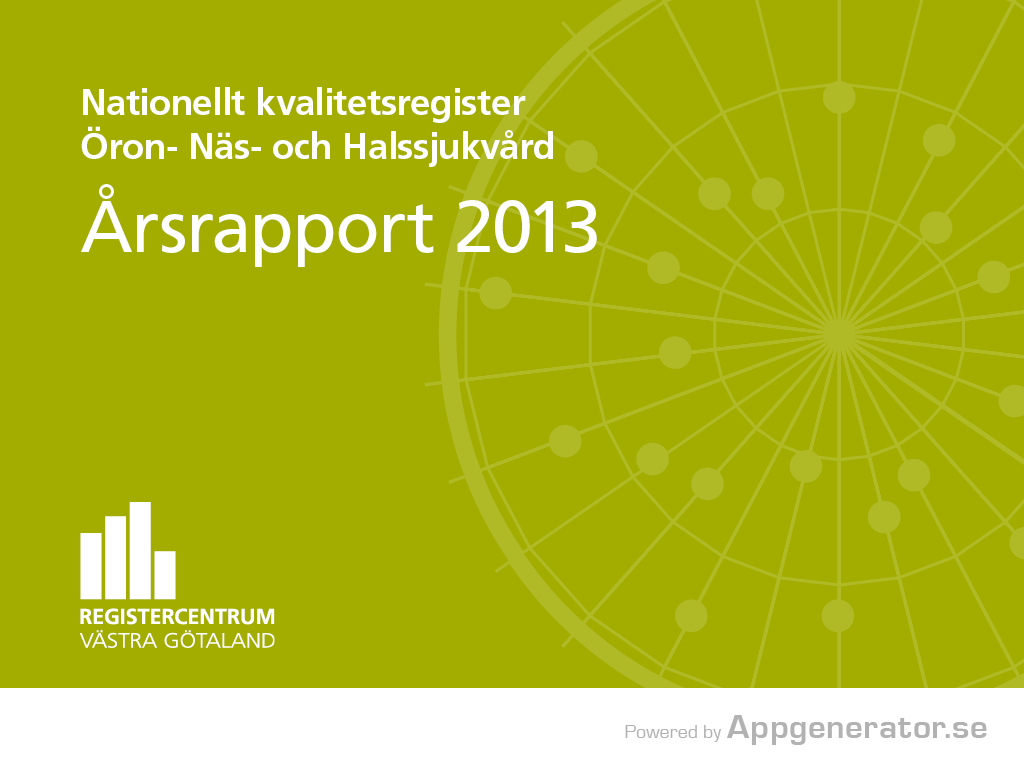 Nationellt kvalitetsregister
Öron- Näs- och Halssjukvård
Årsrapport 2013
REGISTERCENTRUM
VÄSTRA GÖTALAND
Powered by Appgenerator.se